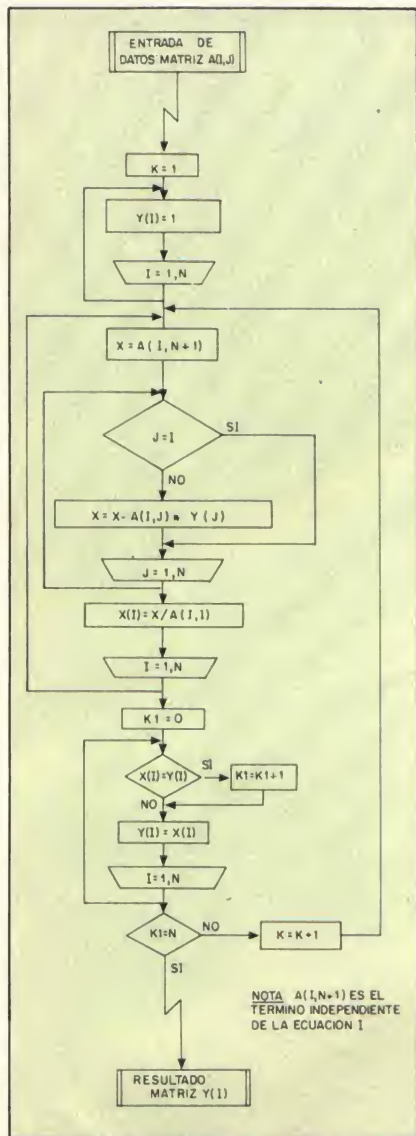 ENTRADA DE
DATOS MATRIZ A(I,J)
K = 1
Y(I) = 1
I = 1,N
X = A(I,N+1)
J = I
SI
NO
X = X - A(I,J) * Y(J)
J = 1,N
X(I) = X/A(I,I)
I = 1,N
K1 = 0
X(I)=Y(I)
SI
K1=K1+1
NO
Y(I) = X(I)
I=1,N
K1=N
NO
K = K+1
SI
NOTA A(I,N+1) ES EL
TERMINO INDEPENDIENTE
DE LA ECUACION I
RESULTADO
MATRIZ Y(I)